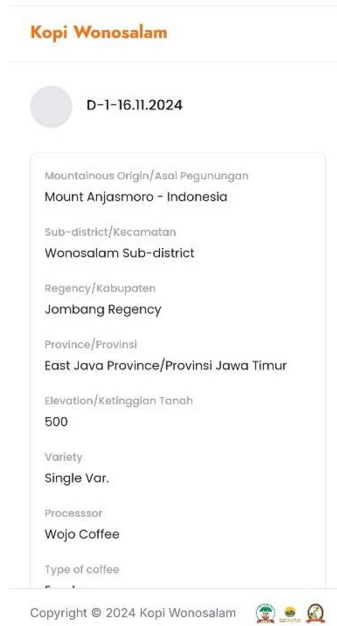 Kopi Wonosalam
D-1-16.11.2024
Mountainous Origin/Asal Pegunungan
Mount Anjasmoro - Indonesia
Sub-district/Kecamatan
Wonosalam Sub-district
Regency/Kabupaten
Jombang Regency
Province/Provinsi
East Java Province/Provinsi Jawa Timur
Elevation/Ketinggian Tanah
500
Variety
Single Var.
Processsor
Wojo Coffee
Type of coffee
Copyright © 2024 Kopi Wonosalam